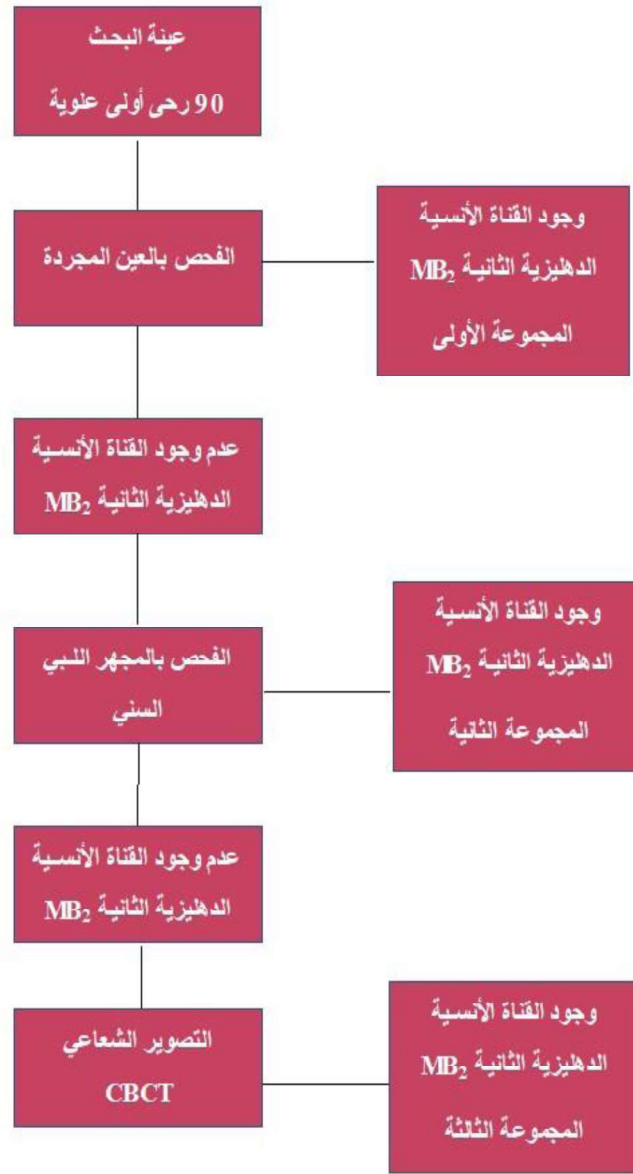 عينة البحث
90 رحى أولى علوية
الفحص بالعين المجردة
وجود القناة الأنسية
الدهليزية الثانية MB₂
المجموعة الأولى
عدم وجود القناة الأنسية
الدهليزية الثانية MB₂
الفحص بالمجهر اللبي
السني
وجود القناة الأنسية
الدهليزية الثانية MB₂
المجموعة الثانية
عدم وجود القناة الأنسية
الدهليزية الثانية MB₂
التصوير الشعاعي
CBCT
وجود القناة الأنسية
الدهليزية الثانية MB₂
المجموعة الثالثة